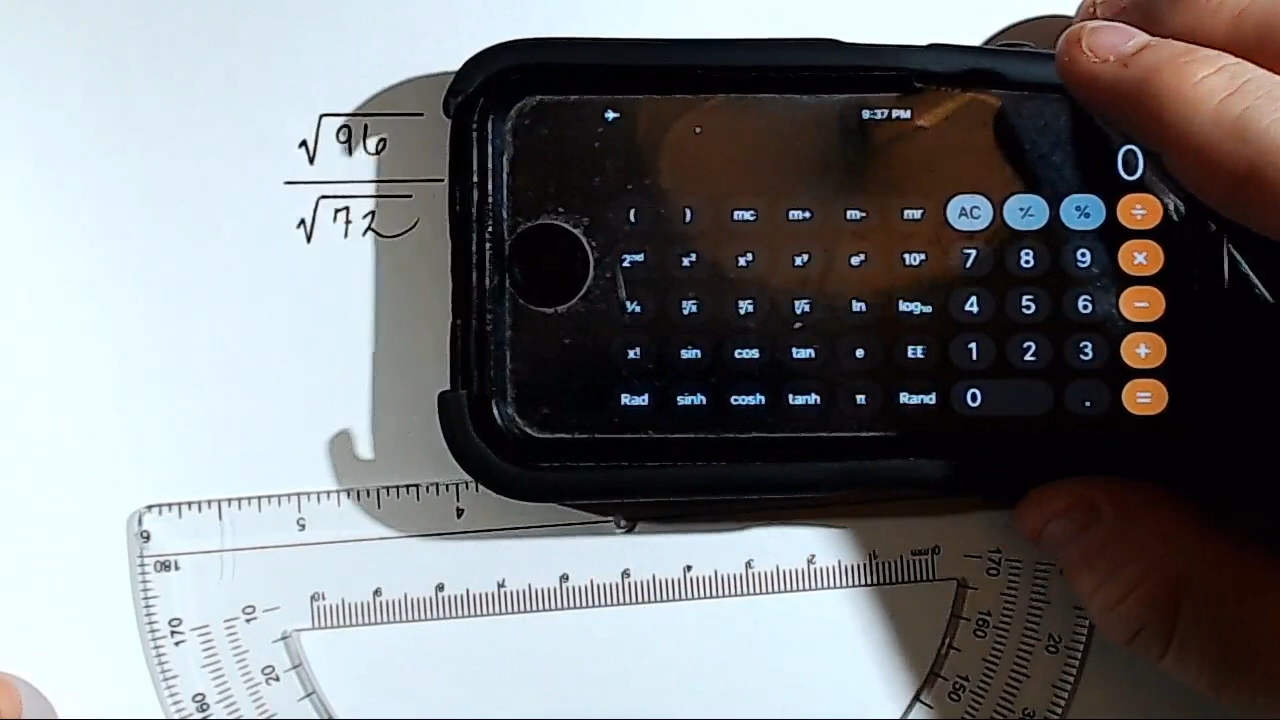 √96
√72
9:37 PM
0
( ) mc m+ m- mr AC +/- % ÷
2ⁿᵈ x² x³ xʸ eˣ 10ˣ 7 8 9 ×
¹/x ²√x ³√x ʸ√x ln log₁₀ 4 5 6 −
x! sin cos tan e EE 1 2 3 +
Rad sinh cosh tanh π Rand 0 . =
6 5 4
180
10 9 8 7 6 5 4 3 2 1 0 mm
170 10 170
160 20 160 20
150